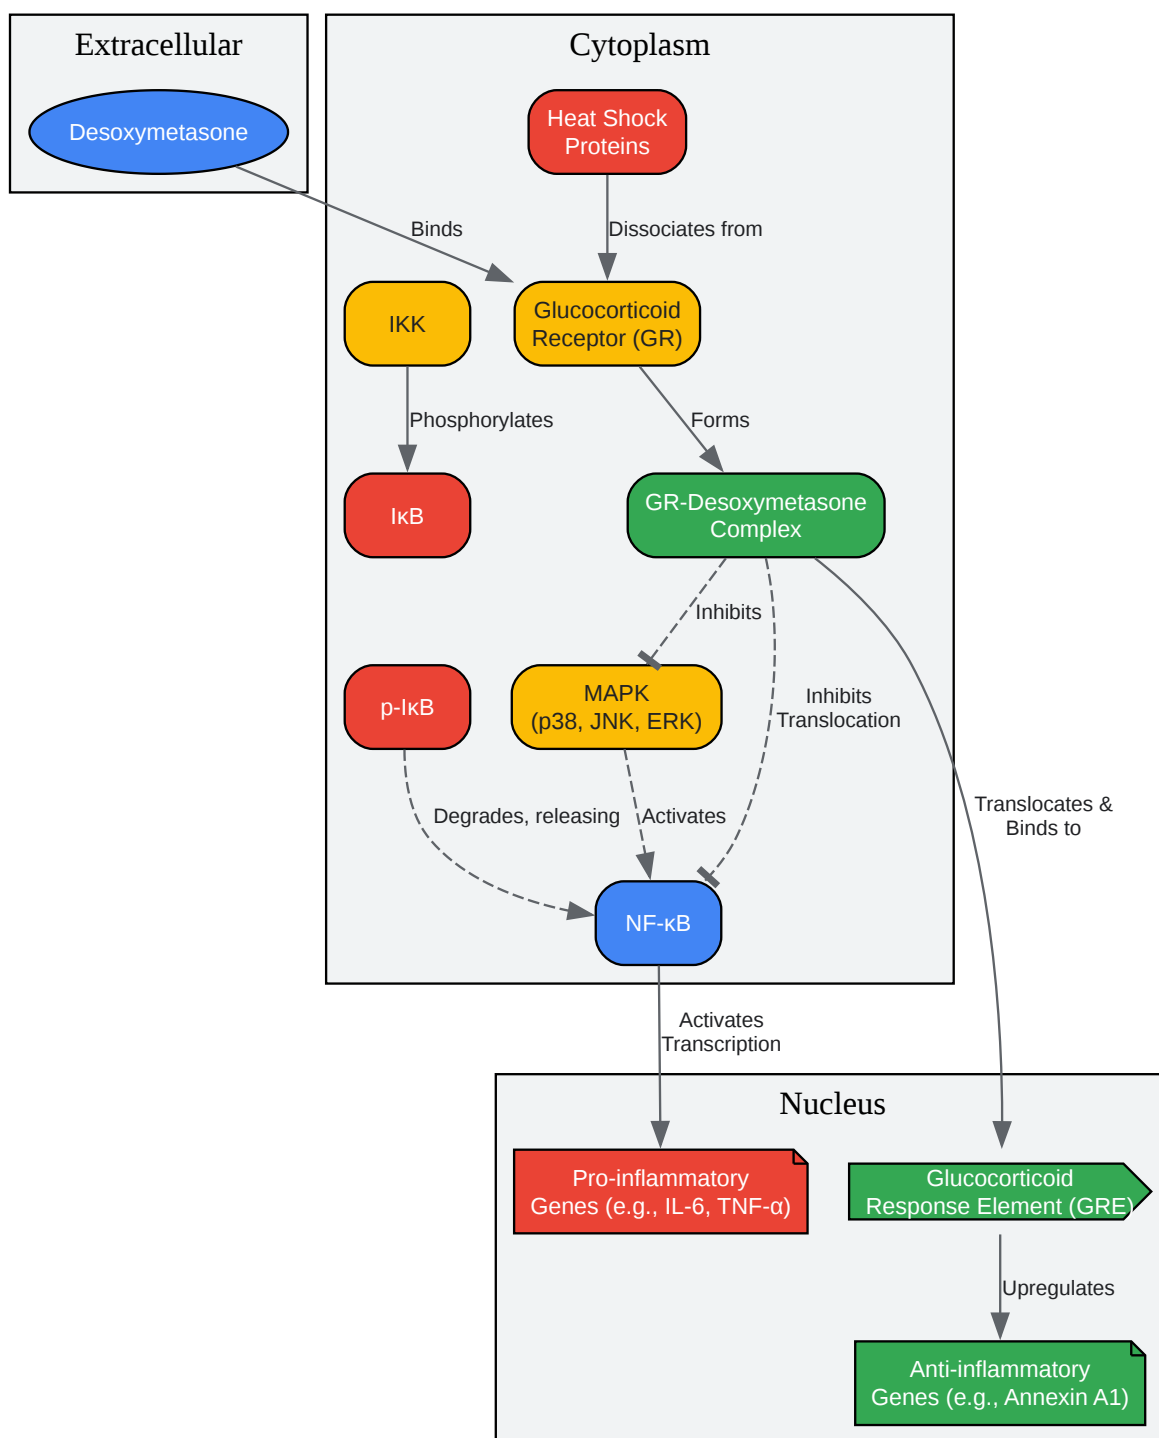 Extracellular
Cytoplasm
Desoxymetasone
Heat Shock
Proteins
Binds
Dissociates from
IKK
Glucocorticoid
Receptor (GR)
Phosphorylates
Forms
IκB
GR-Desoxymetasone
Complex
Inhibits
p-IκB
MAPK
(p38, JNK, ERK)
Inhibits
Translocation
Degrades, releasing
Activates
Translocates &
Binds to
NF-κB
Activates
Transcription
Nucleus
Pro-inflammatory
Genes (e.g., IL-6, TNF-α)
Glucocorticoid
Response Element (GRE)
Upregulates
Anti-inflammatory
Genes (e.g., Annexin A1)